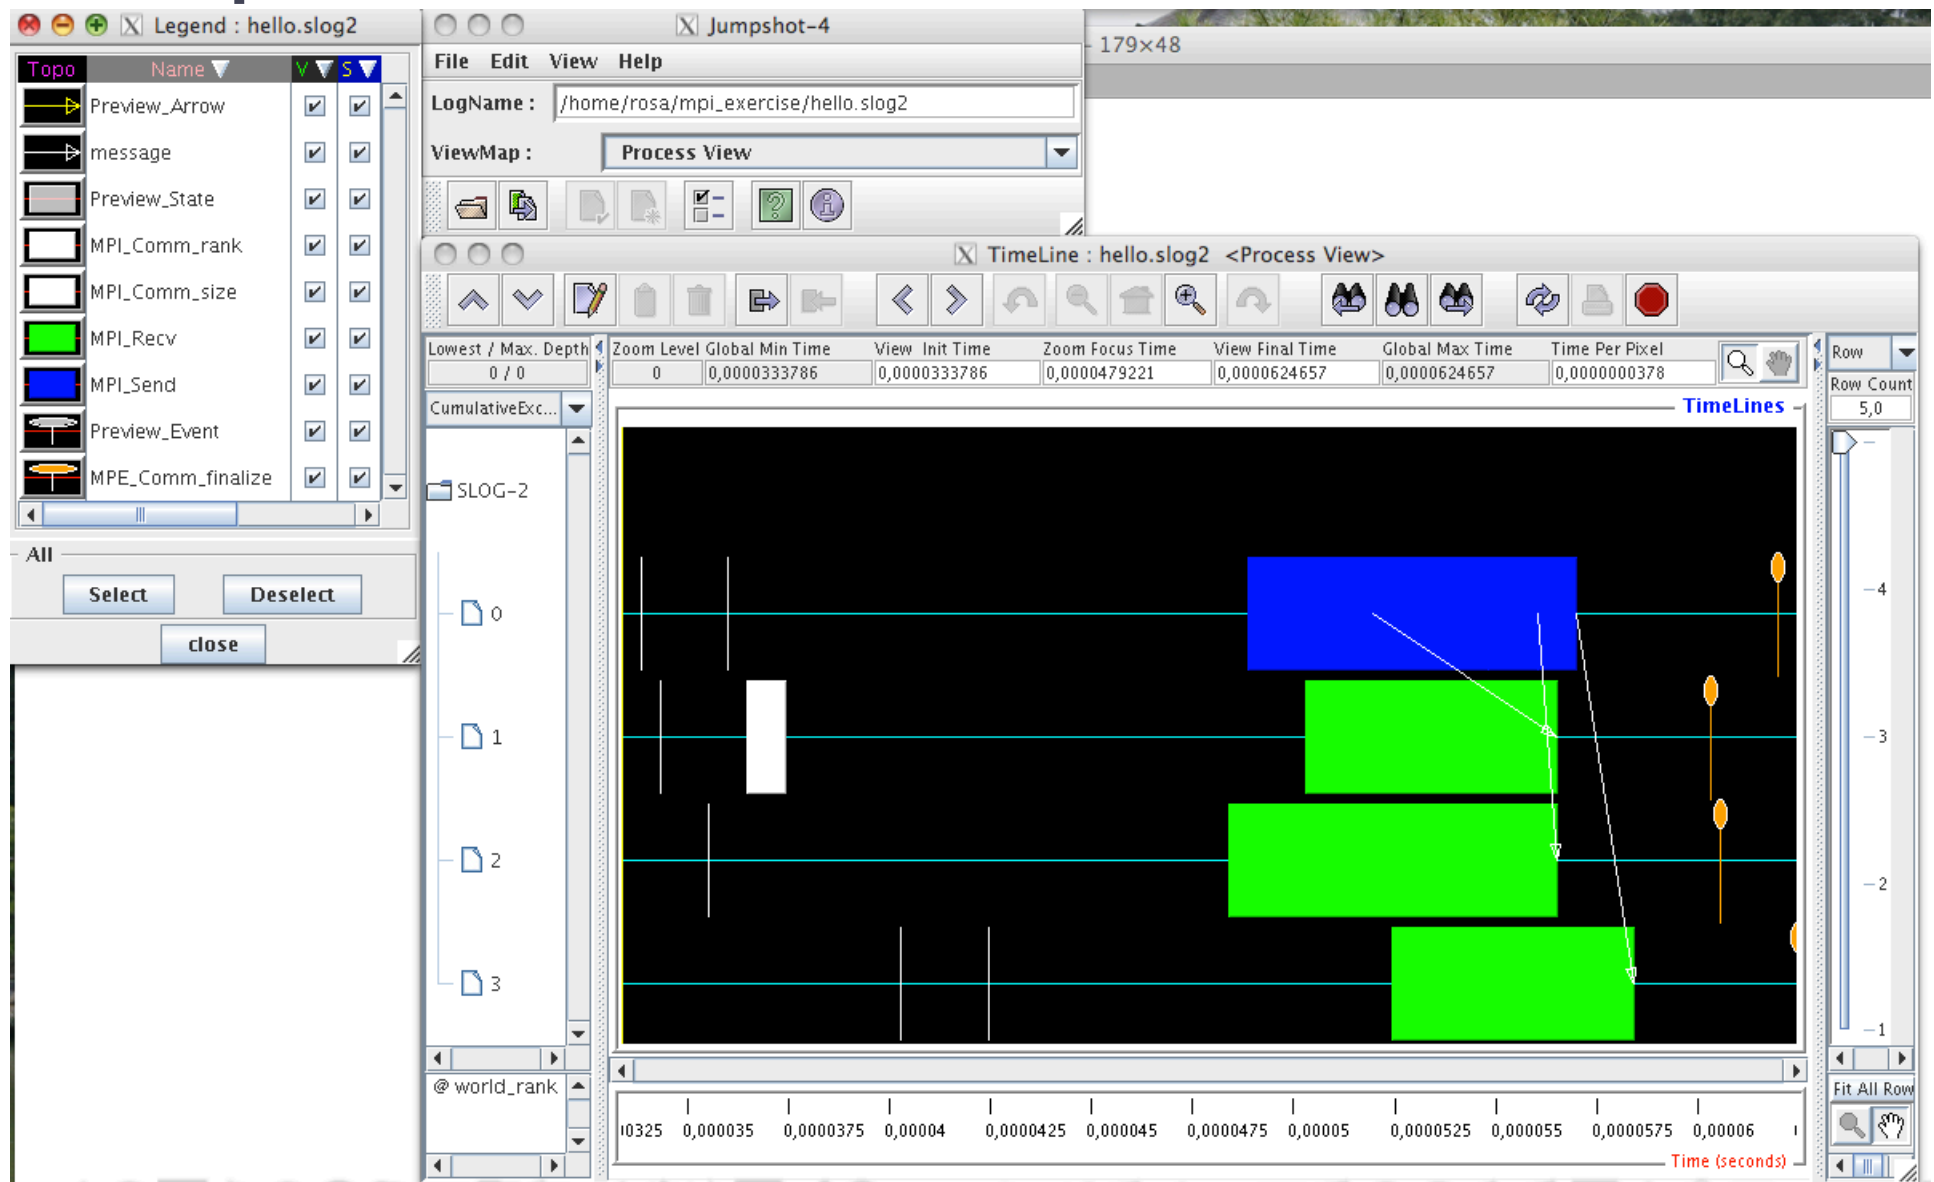 Legend : hello.slog2
Topo Name V S
Preview_Arrow
message
Preview_State
MPI_Comm_rank
MPI_Comm_size
MPI_Recv
MPI_Send
Preview_Event
MPE_Comm_finalize
All
Select Deselect
close
Jumpshot-4
File Edit View Help
LogName : /home/rosa/mpi_exercise/hello.slog2
ViewMap : Process View
- 179×48
TimeLine : hello.slog2 <Process View>
Lowest / Max. Depth Zoom Level Global Min Time View Init Time Zoom Focus Time View Final Time Global Max Time Time Per Pixel
0 / 0 0 0,0000333786 0,0000333786 0,0000479221 0,0000624657 0,0000624657 0,0000000378
Row
Row Count
5,0
CumulativeExc...
TimeLines
SLOG-2
0
1
2
3
4
3
2
1
@ world_rank
Fit All Row
0325 0,000035 0,0000375 0,00004 0,0000425 0,000045 0,0000475 0,00005 0,0000525 0,000055 0,0000575 0,00006
Time (seconds)